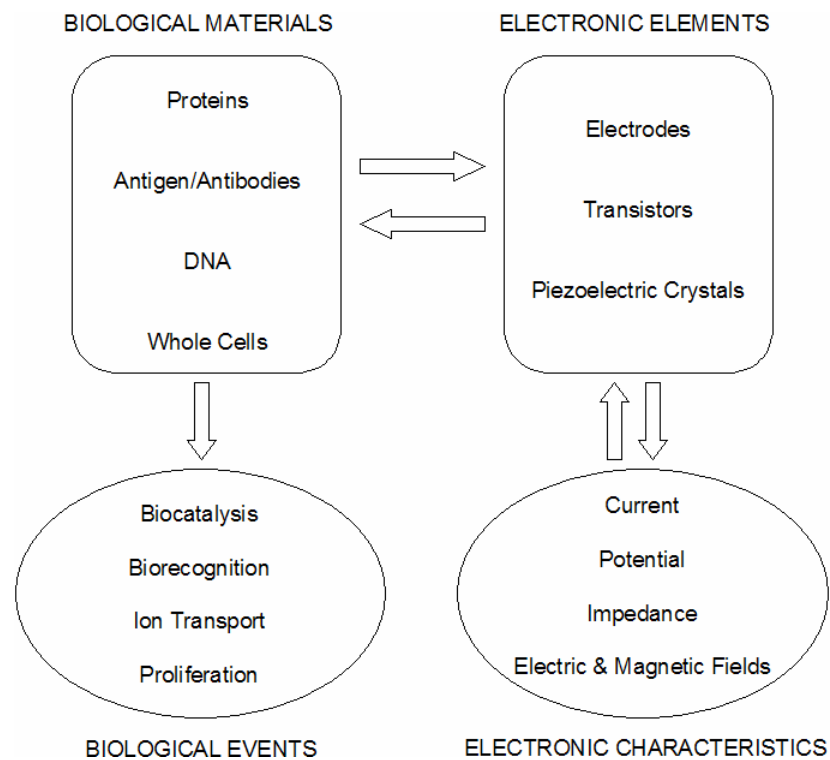 BIOLOGICAL MATERIALS
Proteins
Antigen/Antibodies
DNA
Whole Cells
ELECTRONIC ELEMENTS
Electrodes
Transistors
Piezoelectric Crystals
Biocatalysis
Biorecognition
Ion Transport
Proliferation
BIOLOGICAL EVENTS
Current
Potential
Impedance
Electric & Magnetic Fields
ELECTRONIC CHARACTERISTICS